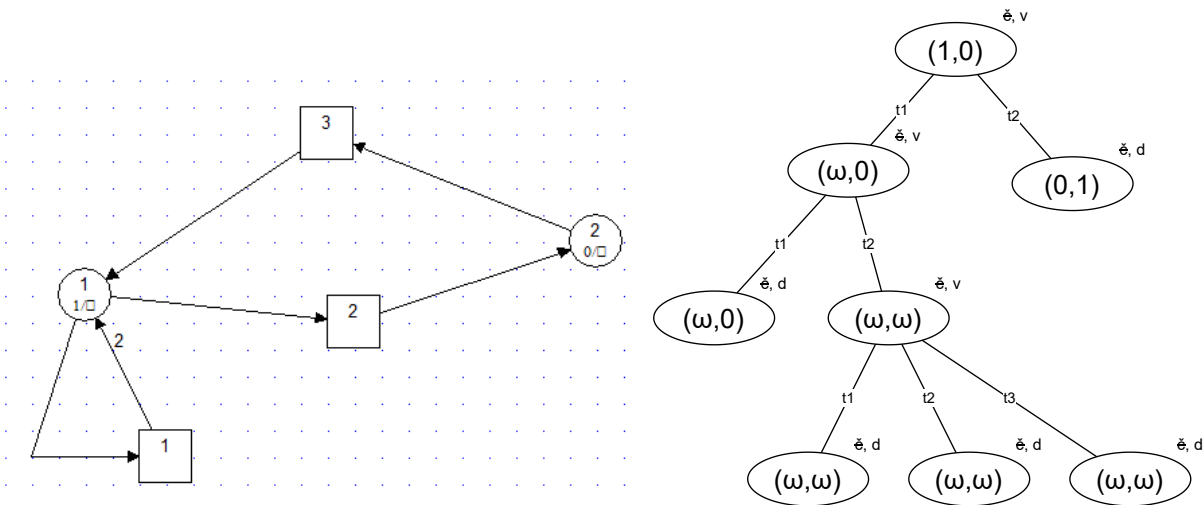 3
2
0/□
1
1/□
2
2
1
ě, v
(1,0)
t1
t2
ě, v
(ω,0)
ě, d
(0,1)
t1
t2
ě, d
(ω,0)
ě, v
(ω,ω)
t1
t2
t3
ě, d
(ω,ω)
ě, d
(ω,ω)
ě, d
(ω,ω)